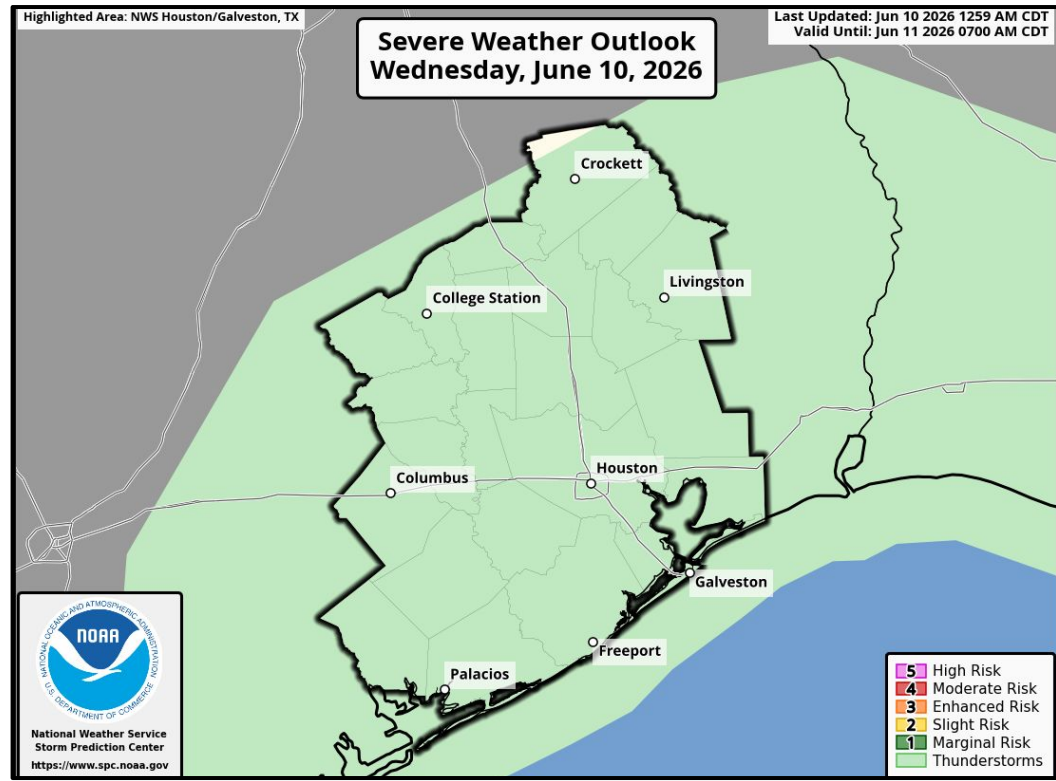 Highlighted Area: NWS Houston/Galveston, TX
Last Updated: Jun 10 2026 1259 AM CDT
Valid Until: Jun 11 2026 0700 AM CDT
Severe Weather Outlook
Wednesday, June 10, 2026
Crockett
Livingston
College Station
Houston
Columbus
Galveston
Freeport
Palacios
NATIONAL OCEANIC AND ATMOSPHERIC ADMINISTRATION
NOAA
U.S. DEPARTMENT OF COMMERCE
National Weather Service
Storm Prediction Center
https://www.spc.noaa.gov
5 High Risk
4 Moderate Risk
3 Enhanced Risk
2 Slight Risk
1 Marginal Risk
Thunderstorms